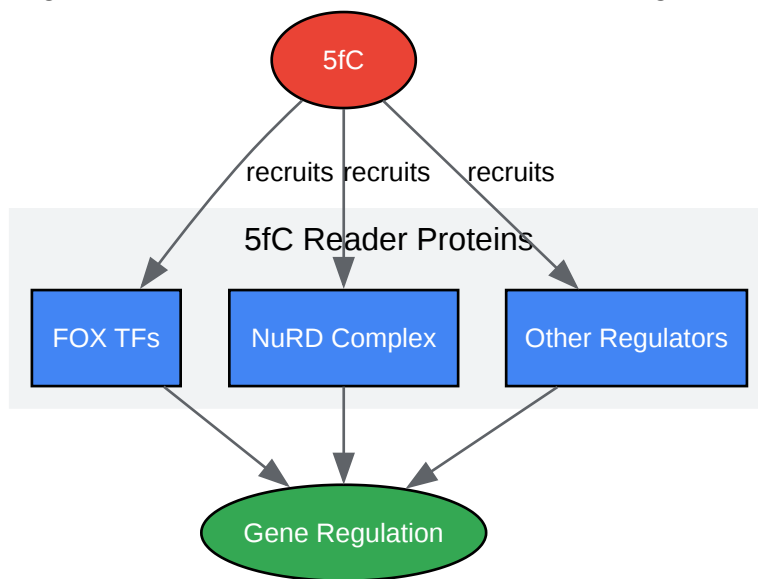 5fC
recruits recruits recruits
5fC Reader Proteins
FOX TFs NuRD Complex Other Regulators
Gene Regulation